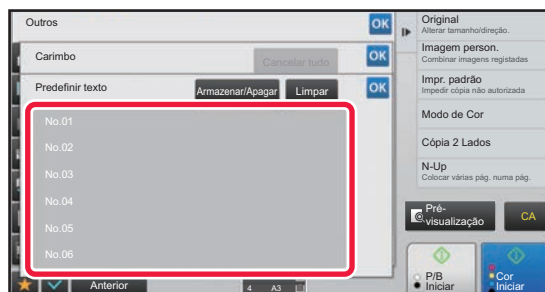 Outros
OK
Carimbo
Cancelar tudo
OK
Predefinir texto
Armazenar/Apagar
Limpar
OK
No.01
No.02
No.03
No.04
No.05
No.06
Anterior
4 A3
Original
Alterar tamanho/direção.
Imagem person.
Combinar imagens registadas
Impr. padrão
Impedir cópia não autorizada
Modo de Cor
Cópia 2 Lados
N-Up
Colocar várias pág. numa pág.
Pré-
visualização
CA
P/B
Iniciar
Cor
Iniciar